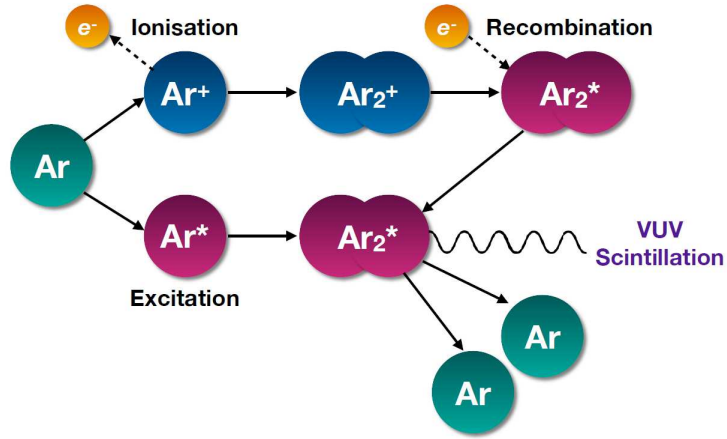 e-
Ionisation
e-
Recombination
Ar+
Ar2+
Ar2*
Ar
Ar*
Ar2*
VUV
Scintillation
Excitation
Ar
Ar